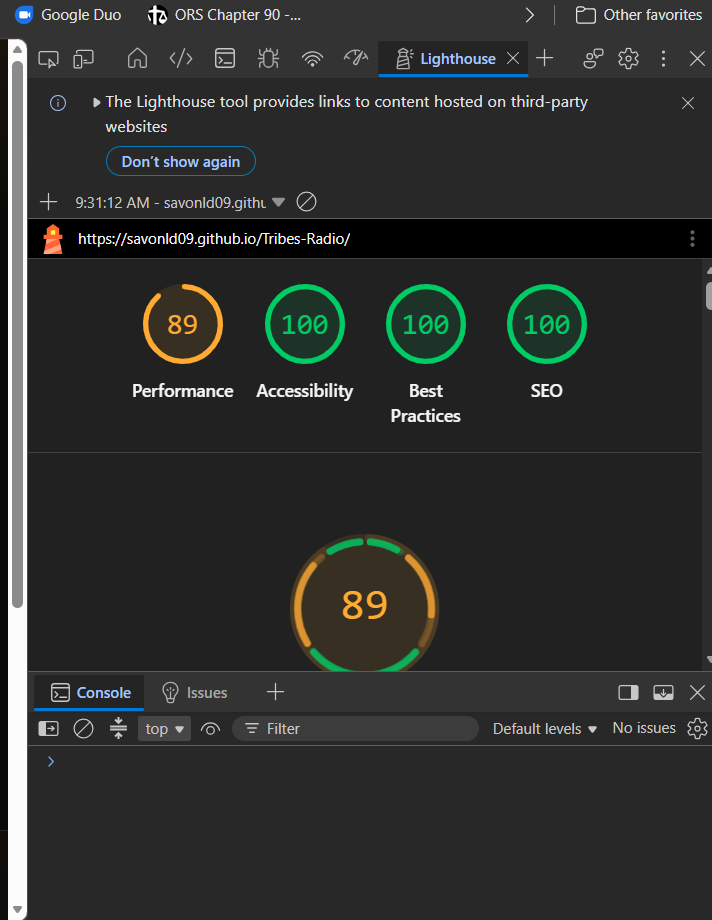 Google Duo
ORS Chapter 90 -...
Other favorites
Lighthouse
The Lighthouse tool provides links to content hosted on third-party
websites
Don't show again
9:31:12 AM - savonld09.githu
https://savonld09.github.io/Tribes-Radio/
89
100
100
100
Performance
Accessibility
Best
Practices
SEO
89
Console
Issues
top
Filter
Default levels
No issues